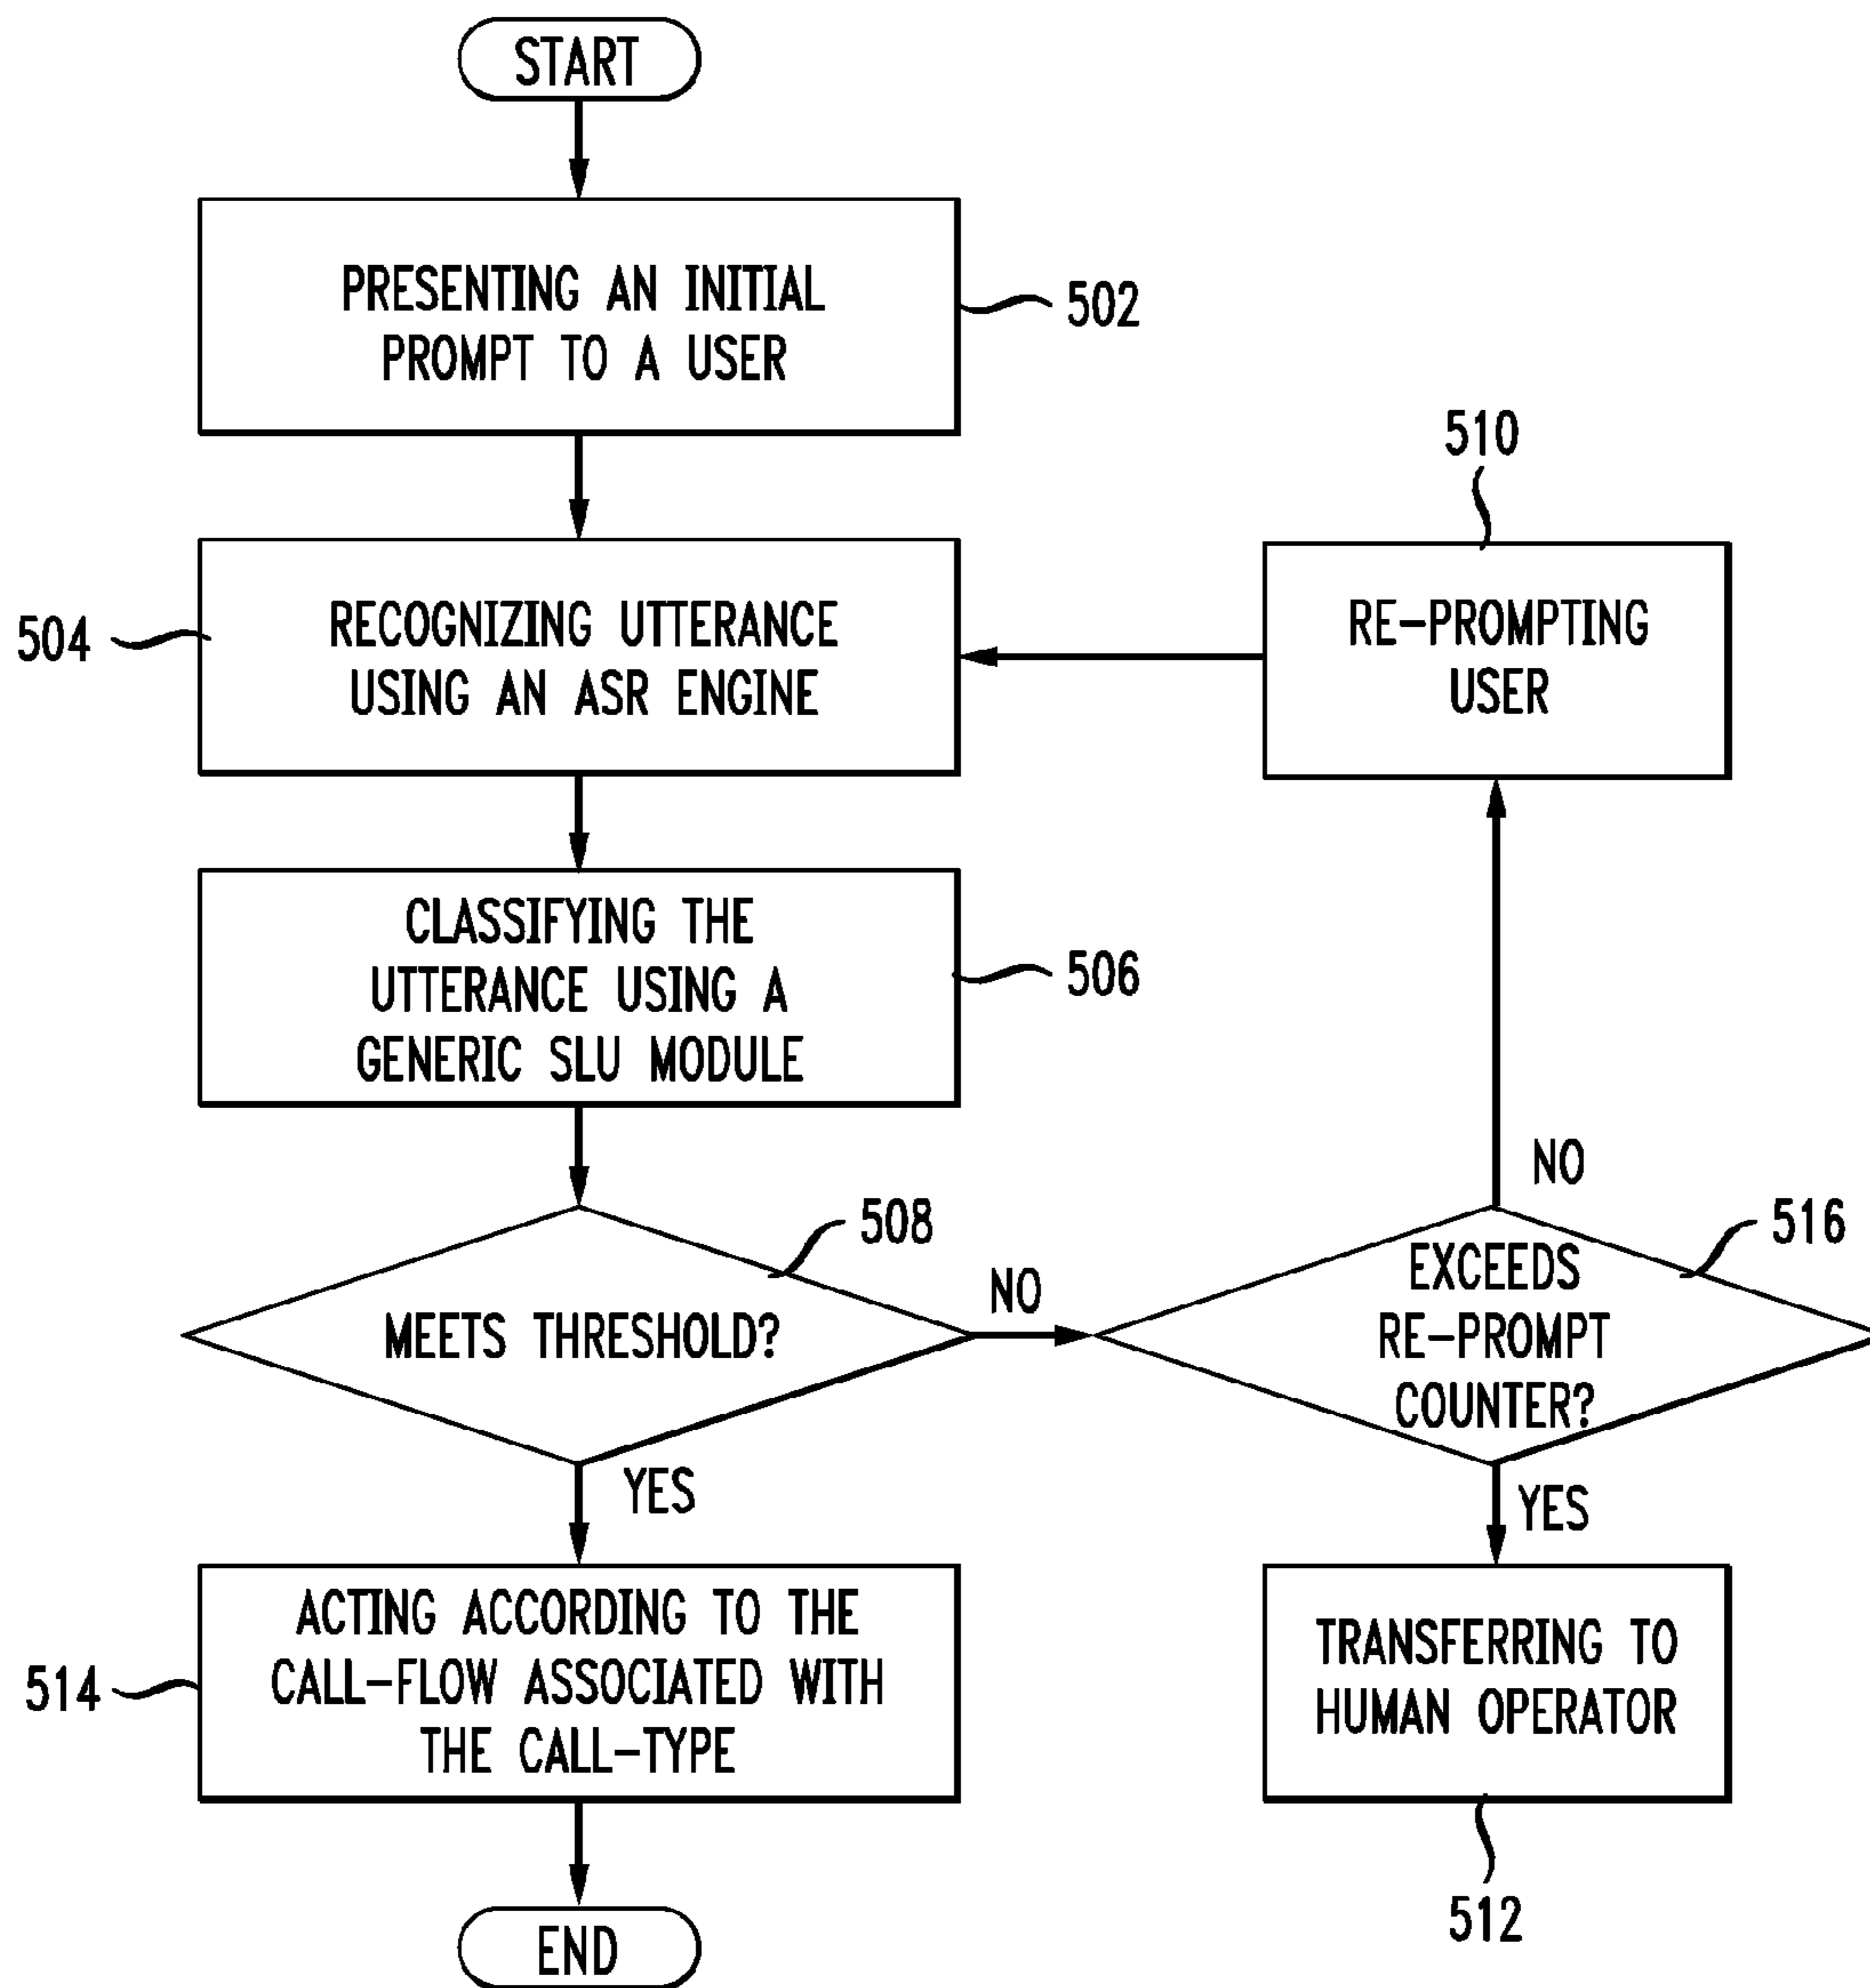 START
PRESENTING AN INITIAL
PROMPT TO A USER
502
510
504
RECOGNIZING UTTERANCE
USING AN ASR ENGINE
RE-PROMPTING
USER
CLASSIFYING THE
UTTERANCE USING A
GENERIC SLU MODULE
506
NO
508
516
MEETS THRESHOLD?
NO
EXCEEDS
RE-PROMPT
COUNTER?
YES
YES
514
ACTING ACCORDING TO THE
CALL-FLOW ASSOCIATED WITH
THE CALL-TYPE
TRANSFERRING TO
HUMAN OPERATOR
512
END